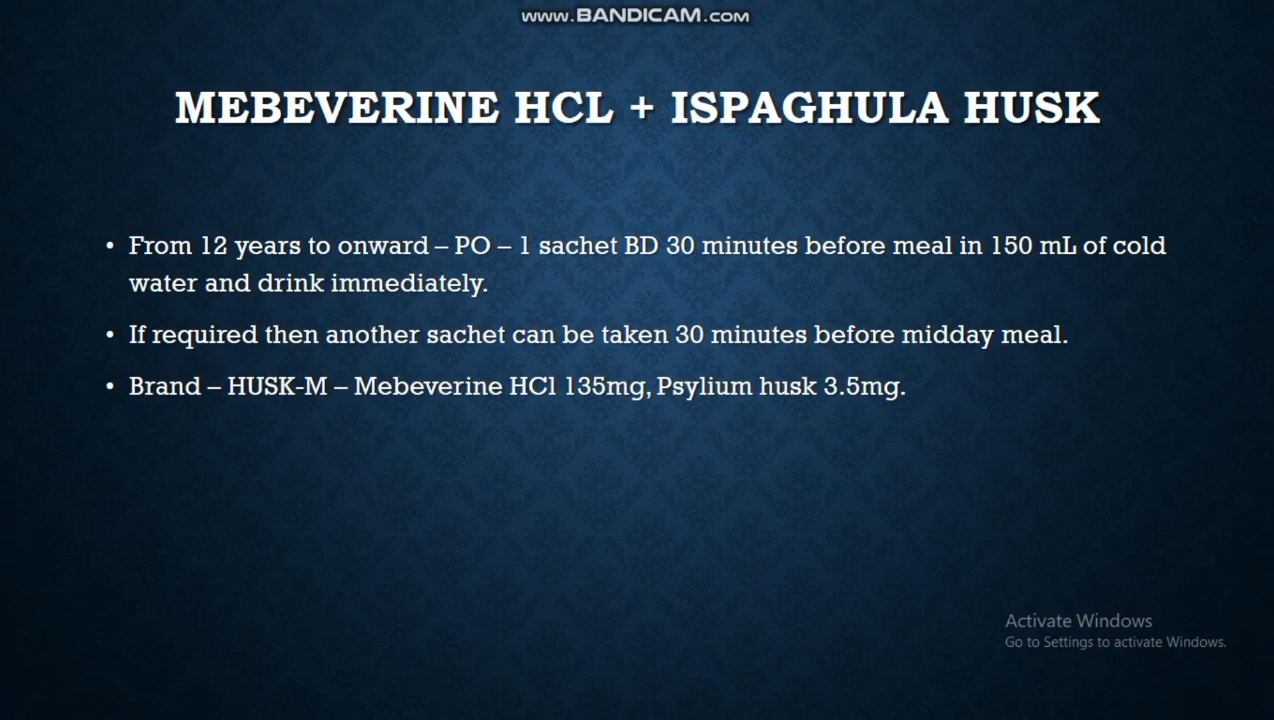 www.BANDICAM.com
MEBEVERINE HCL + ISPAGHULA HUSK
• From 12 years to onward – PO – 1 sachet BD 30 minutes before meal in 150 mL of cold
water and drink immediately.
• If required then another sachet can be taken 30 minutes before midday meal.
• Brand – HUSK-M – Mebeverine HCl 135mg, Psylium husk 3.5mg.
Activate Windows
Go to Settings to activate Windows.